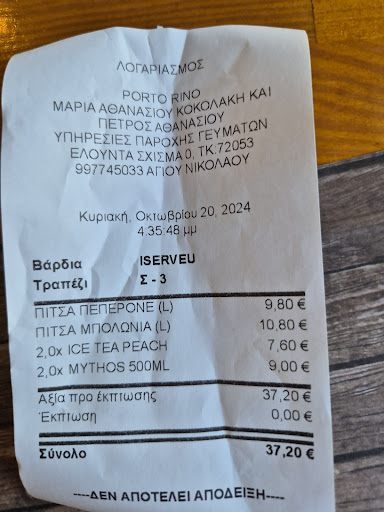 ΛΟΓΑΡΙΑΣΜΟΣ
PORTO RINO
ΜΑΡΙΑ ΑΘΑΝΑΣΙΟΥ ΚΟΚΟΛΑΚΗ ΚΑΙ
ΠΕΤΡΟΣ ΑΘΑΝΑΣΙΟΥ
ΥΠΗΡΕΣΙΕΣ ΠΑΡΟΧΗΣ ΓΕΥΜΑΤΩΝ
ΕΛΟΥΝΤΑ ΣΧΙΣΜΑ 0, ΤΚ:72053
997745033 ΑΓΙΟΥ ΝΙΚΟΛΑΟΥ
Κυριακή, Οκτωβρίου 20, 2024
4:35:48 μμ
Βάρδια ISERVEU
Τραπέζι Σ - 3
ΠΙΤΣΑ ΠΕΠΕΡΟΝΕ (L) 9,80 €
ΠΙΤΣΑ ΜΠΟΛΩΝΙΑ (L) 10,80 €
2,0x ICE TEA PEACH 7,60 €
2,0x MYTHOS 500ML 9,00 €
Αξία προ έκπτωσης 37,20 €
Έκπτωση 0,00 €
Σύνολο 37,20 €
----ΔΕΝ ΑΠΟΤΕΛΕΙ ΑΠΟΔΕΙΞΗ----